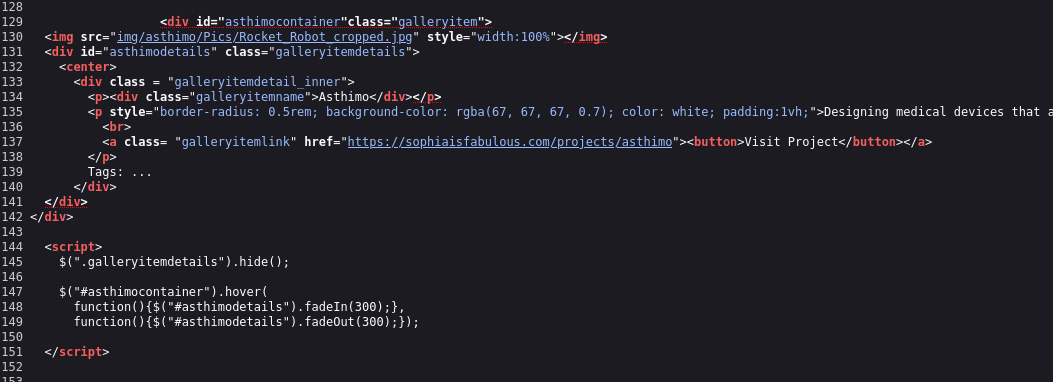 128
129 <div id="asthimocontainer"class="galleryitem">
130 <img src="img/asthimo/Pics/Rocket_Robot_cropped.jpg" style="width:100%"></img>
131 <div id="asthimodetails" class="galleryitemdetails">
132 <center>
133 <div class = "galleryitemdetail_inner">
134 <p><div class="galleryitemname">Asthimo</div></p>
135 <p style="border-radius: 0.5rem; background-color: rgba(67, 67, 67, 0.7); color: white; padding:1vh;">Designing medical devices that a
136 <br>
137 <a class= "galleryitemlink" href="https://sophiaisfabulous.com/projects/asthimo"><button>Visit Project</button></a>
138 </p>
139 Tags: ...
140 </div>
141 </div>
142 </div>
143
144 <script>
145 $(".galleryitemdetails").hide();
146
147 $("#asthimocontainer").hover(
148 function(){$("#asthimodetails").fadeIn(300);},
149 function(){$("#asthimodetails").fadeOut(300);});
150
151 </script>
152
153